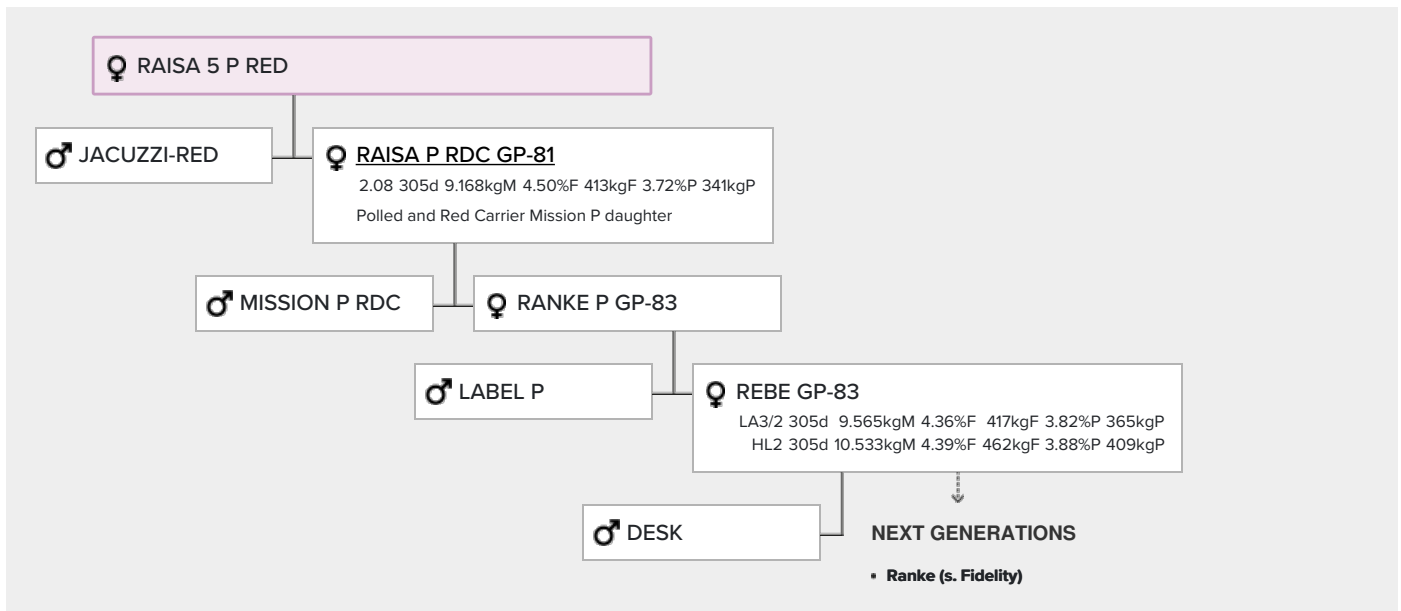 RAISA 5 P RED
JACUZZI-RED
RAISA P RDC GP-81
2.08 305d 9.168kgM 4.50%F 413kgF 3.72%P 341kgP
Polled and Red Carrier Mission P daughter
MISSION P RDC
RANKE P GP-83
LABEL P
REBE GP-83
LA3/2 305d 9.565kgM 4.36%F 417kgF 3.82%P 365kgP
HL2 305d 10.533kgM 4.39%F 462kgF 3.88%P 409kgP
DESK
NEXT GENERATIONS
• Ranke (s. Fidelity)